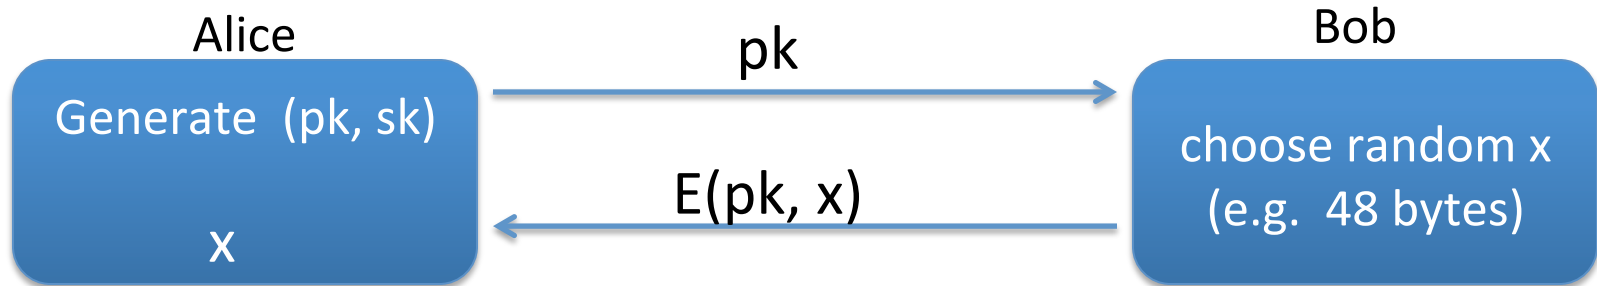 Alice
Generate (pk, sk)
x
pk
E(pk, x)
Bob
choose random x
(e.g. 48 bytes)